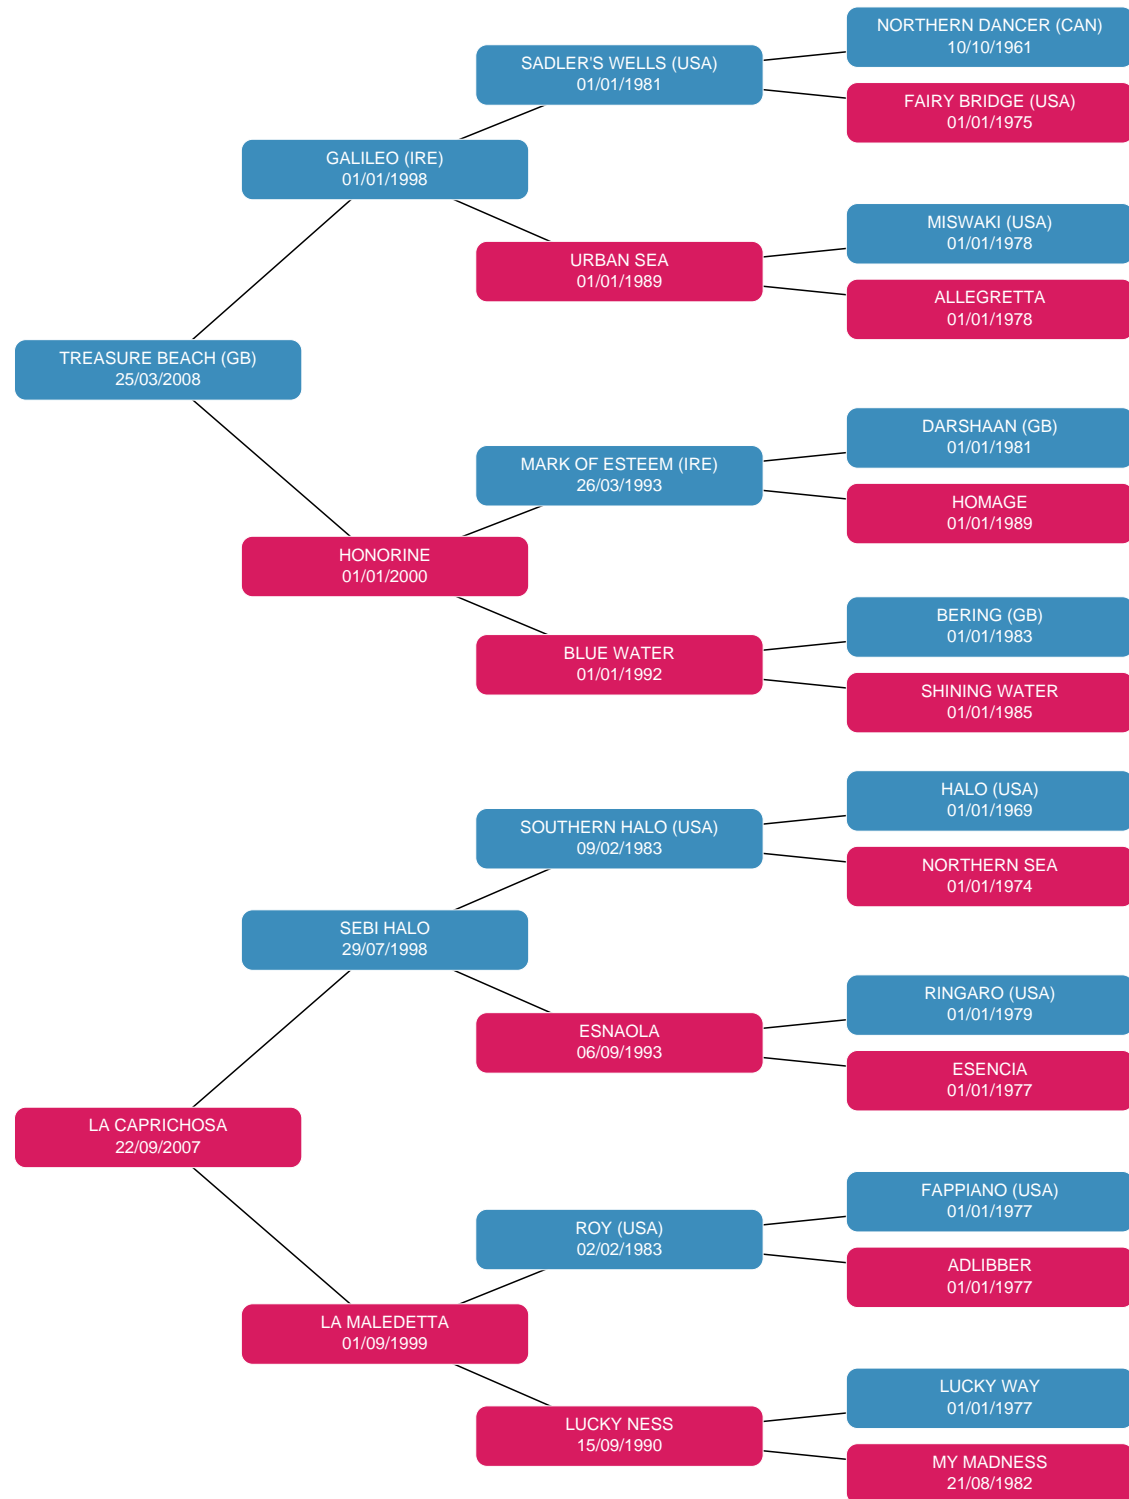 NORTHERN DANCER (CAN)
10/10/1961
SADLER'S WELLS (USA)
01/01/1981
FAIRY BRIDGE (USA)
01/01/1975
GALILEO (IRE)
01/01/1998
MISWAKI (USA)
01/01/1978
URBAN SEA
01/01/1989
ALLEGRETTA
01/01/1978
TREASURE BEACH (GB)
25/03/2008
DARSHAAN (GB)
01/01/1981
MARK OF ESTEEM (IRE)
26/03/1993
HOMAGE
01/01/1989
HONORINE
01/01/2000
BERING (GB)
01/01/1983
BLUE WATER
01/01/1992
SHINING WATER
01/01/1985
HALO (USA)
01/01/1969
SOUTHERN HALO (USA)
09/02/1983
NORTHERN SEA
01/01/1974
SEBI HALO
29/07/1998
RINGARO (USA)
01/01/1979
ESNAOLA
06/09/1993
ESENCIA
01/01/1977
LA CAPRICHOSA
22/09/2007
FAPPIANO (USA)
01/01/1977
ROY (USA)
02/02/1983
ADLIBBER
01/01/1977
LA MALEDETTA
01/09/1999
LUCKY WAY
01/01/1977
LUCKY NESS
15/09/1990
MY MADNESS
21/08/1982